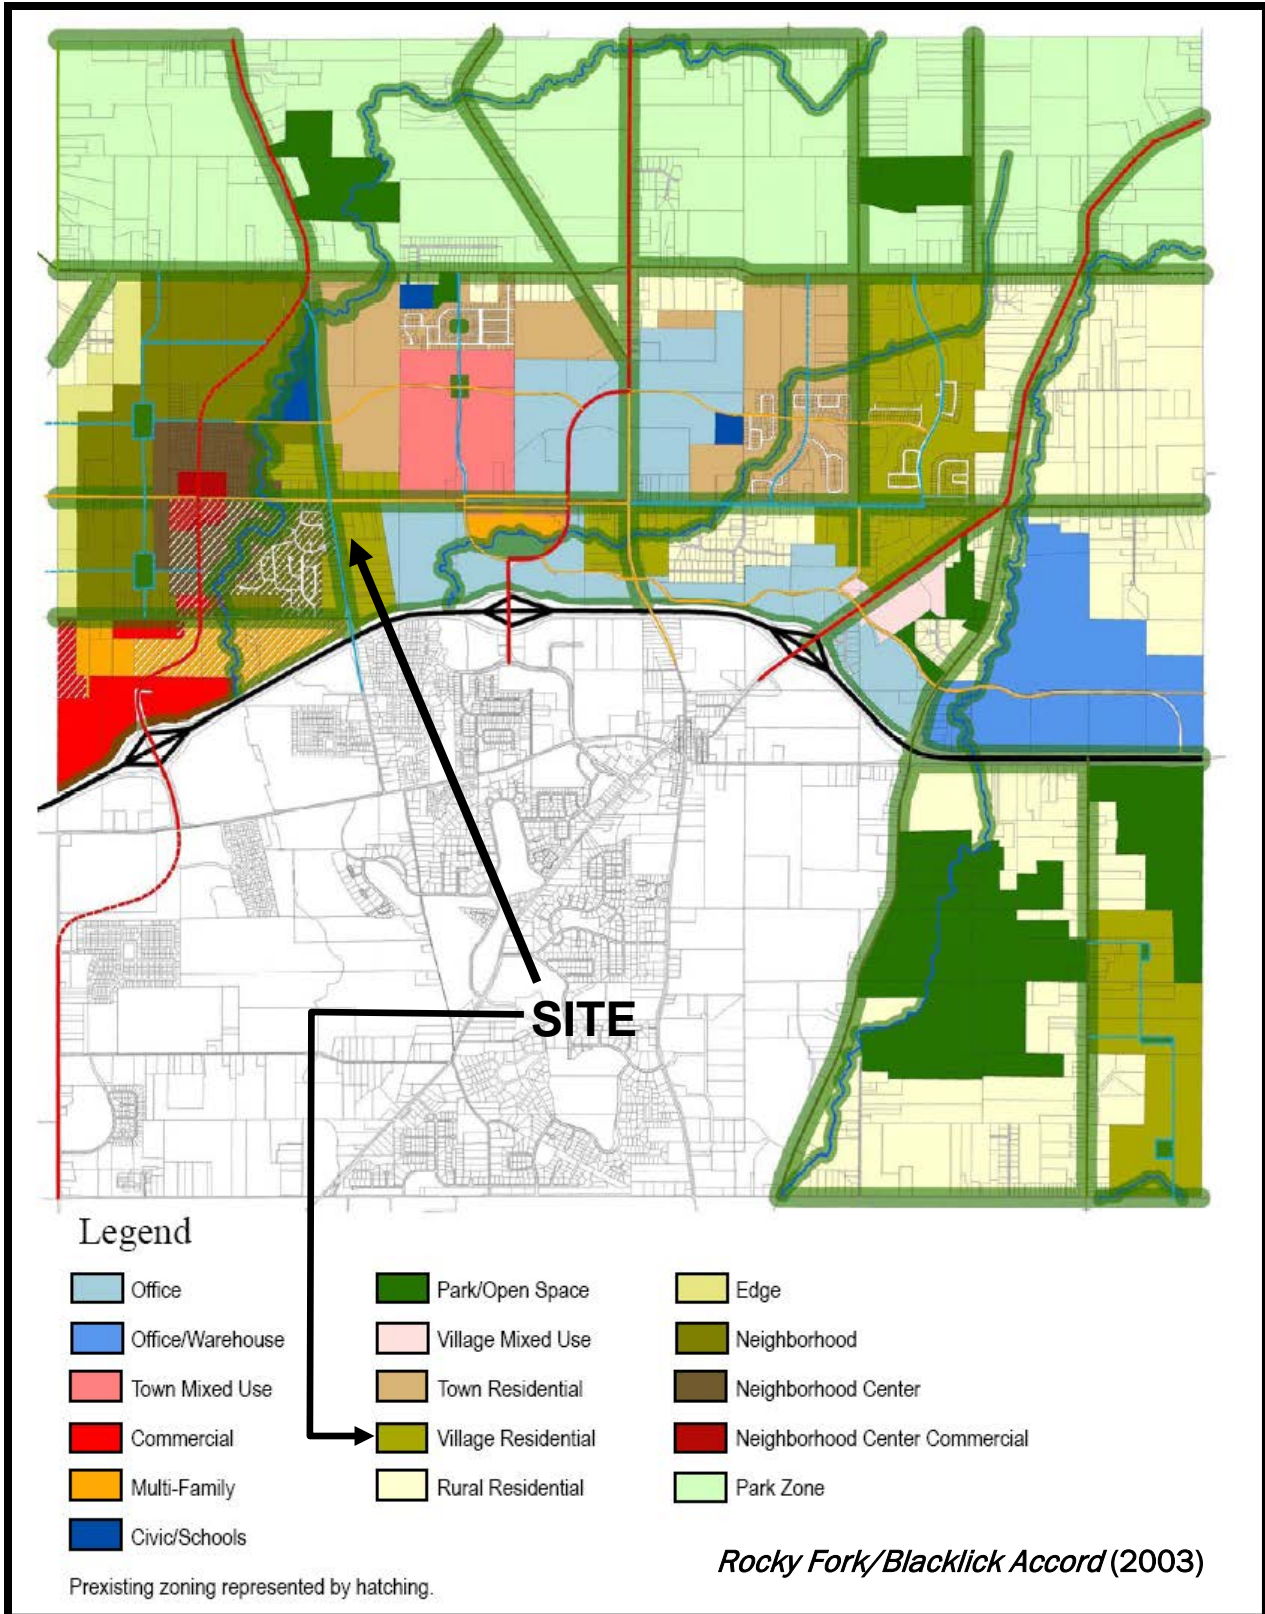 SITE
Legend
Office
Park/Open Space
Edge
Office/Warehouse
Village Mixed Use
Neighborhood
Town Mixed Use
Town Residential
Neighborhood Center
Commercial
Village Residential
Neighborhood Center Commercial
Multi-Family
Rural Residential
Park Zone
Civic/Schools
Rocky Fork/Blacklick Accord (2003)
Prexisting zoning represented by hatching.